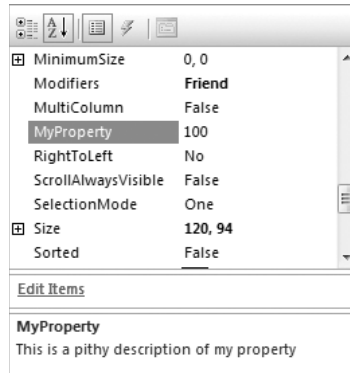 MinimumSize 0, 0
Modifiers Friend
MultiColumn False
MyProperty 100
RightToLeft No
ScrollAlwaysVisible False
SelectionMode One
Size 120, 94
Sorted False
Edit Items
MyProperty
This is a pithy description of my property